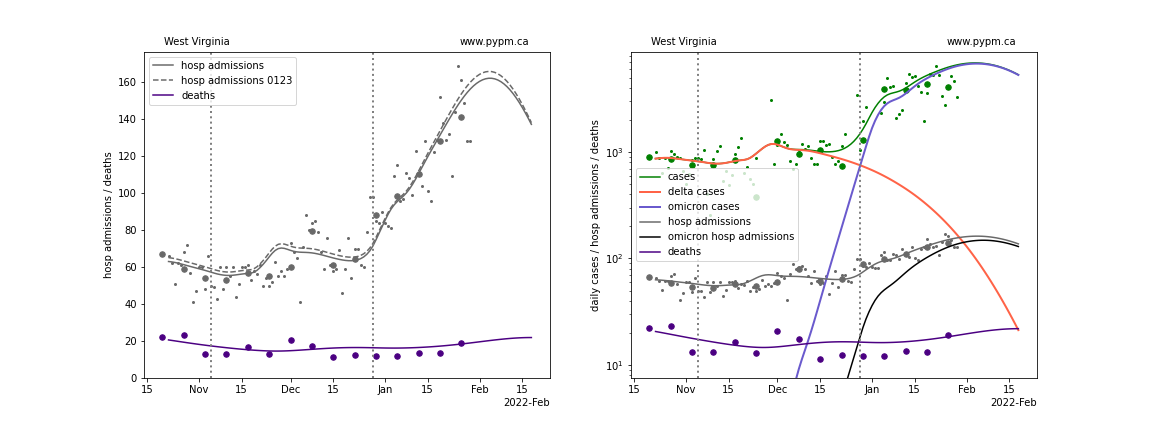 West Virginia
www.pypm.ca
hosp admissions
hosp admissions 0123
deaths
hosp admissions / deaths
160
140
120
100
80
60
40
20
0
15
Nov
15
Dec
15
Jan
15
Feb
15
2022-Feb
West Virginia
www.pypm.ca
cases
delta cases
omicron cases
hosp admissions
omicron hosp admissions
deaths
daily cases / hosp admissions / deaths
10³
10²
10¹
15
Nov
15
Dec
15
Jan
15
Feb
15
2022-Feb